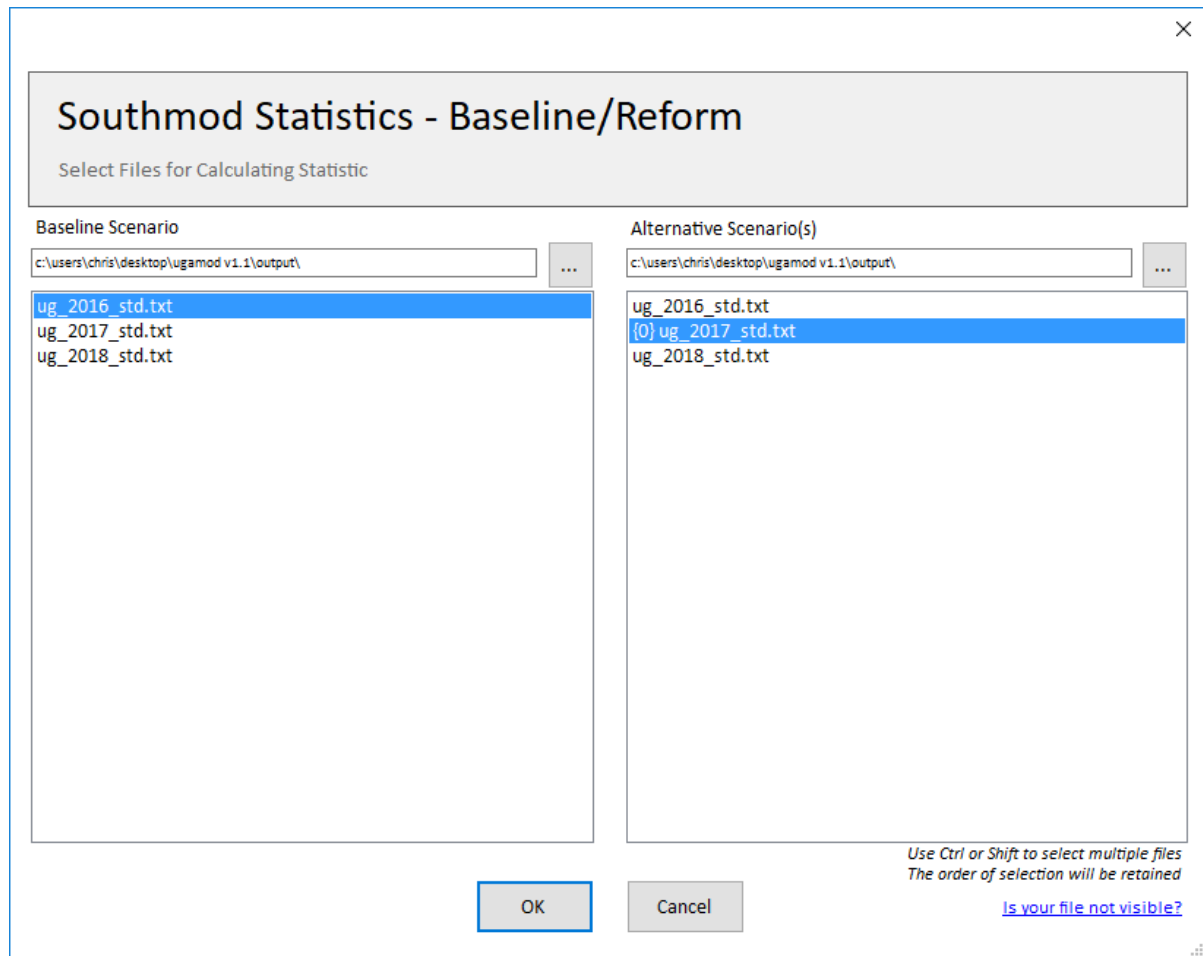 Southmod Statistics - Baseline/Reform
Select Files for Calculating Statistic
Baseline Scenario
c:\users\chris\desktop\ugamod v1.1\output\
...
ug_2016_std.txt
ug_2017_std.txt
ug_2018_std.txt
Alternative Scenario(s)
c:\users\chris\desktop\ugamod v1.1\output\
...
ug_2016_std.txt
{0} ug_2017_std.txt
ug_2018_std.txt
Use Ctrl or Shift to select multiple files
The order of selection will be retained
OK
Cancel
Is your file not visible?